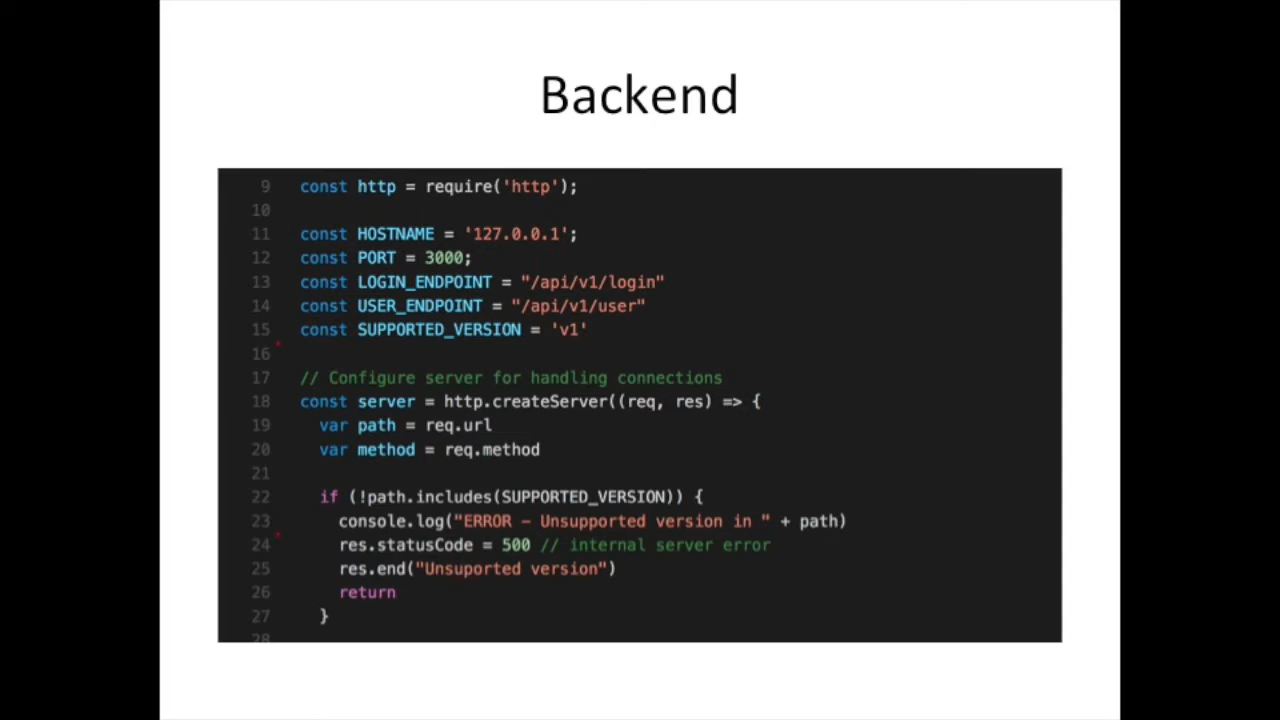 Backend
9 const http = require('http');
10
11 const HOSTNAME = '127.0.0.1';
12 const PORT = 3000;
13 const LOGIN_ENDPOINT = "/api/v1/login"
14 const USER_ENDPOINT = "/api/v1/user"
15 const SUPPORTED_VERSION = 'v1'
16
17 // Configure server for handling connections
18 const server = http.createServer((req, res) => {
19 var path = req.url
20 var method = req.method
21
22 if (!path.includes(SUPPORTED_VERSION)) {
23 console.log("ERROR – Unsupported version in " + path)
24 res.statusCode = 500 // internal server error
25 res.end("Unsuported version")
26 return
27 }
28